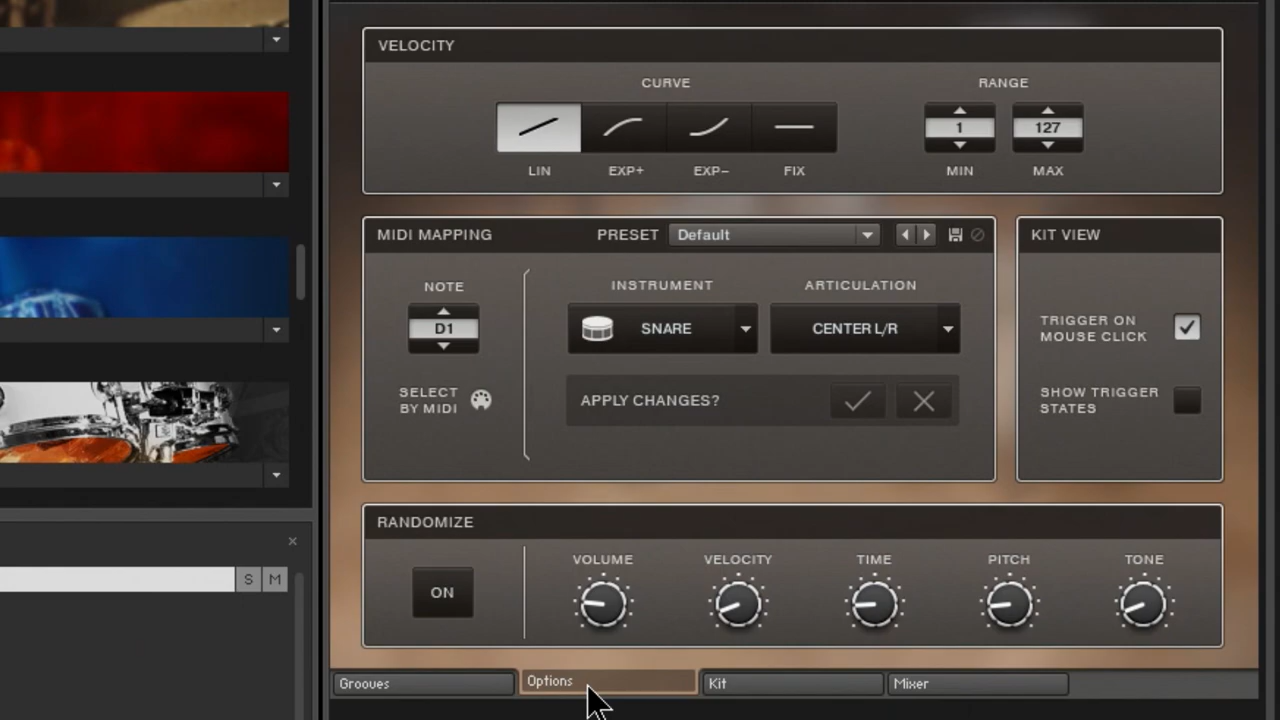 VELOCITY
CURVE
RANGE
1
127
LIN
EXP+
EXP–
FIX
MIN
MAX
MIDI MAPPING
PRESET
Default
KIT VIEW
NOTE
INSTRUMENT
ARTICULATION
D1
SNARE
CENTER L/R
TRIGGER ON
MOUSE CLICK
SELECT
BY MIDI
APPLY CHANGES?
SHOW TRIGGER
STATES
RANDOMIZE
VOLUME
VELOCITY
TIME
PITCH
TONE
ON
S
M
Grooves
Options
Kit
Mixer